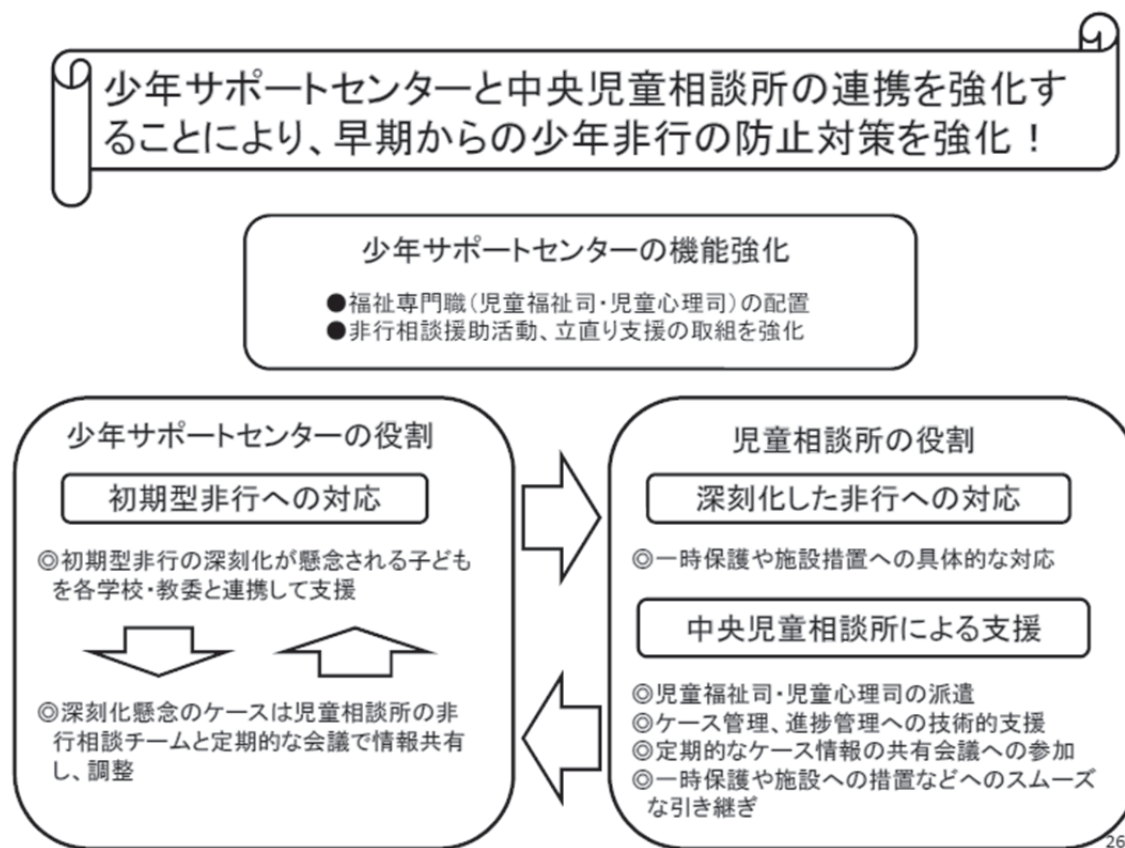 少年サポートセンターと中央児童相談所の連携を強化す
ることにより、早期からの少年非行の防止対策を強化！
少年サポートセンターの機能強化
●福祉専門職（児童福祉司・児童心理司）の配置
●非行相談援助活動、立直り支援の取組を強化
少年サポートセンターの役割
初期型非行への対応
◎初期型非行の深刻化が懸念される子ども
を各学校・教委と連携して支援
◎深刻化懸念のケースは児童相談所の非
行相談チームと定期的な会議で情報共有
し、調整
児童相談所の役割
深刻化した非行への対応
◎一時保護や施設措置への具体的な対応
中央児童相談所による支援
◎児童福祉司・児童心理司の派遣
◎ケース管理、進捗管理への技術的支援
◎定期的なケース情報の共有会議への参加
◎一時保護や施設への措置などへのスムーズ
な引き継ぎ
26